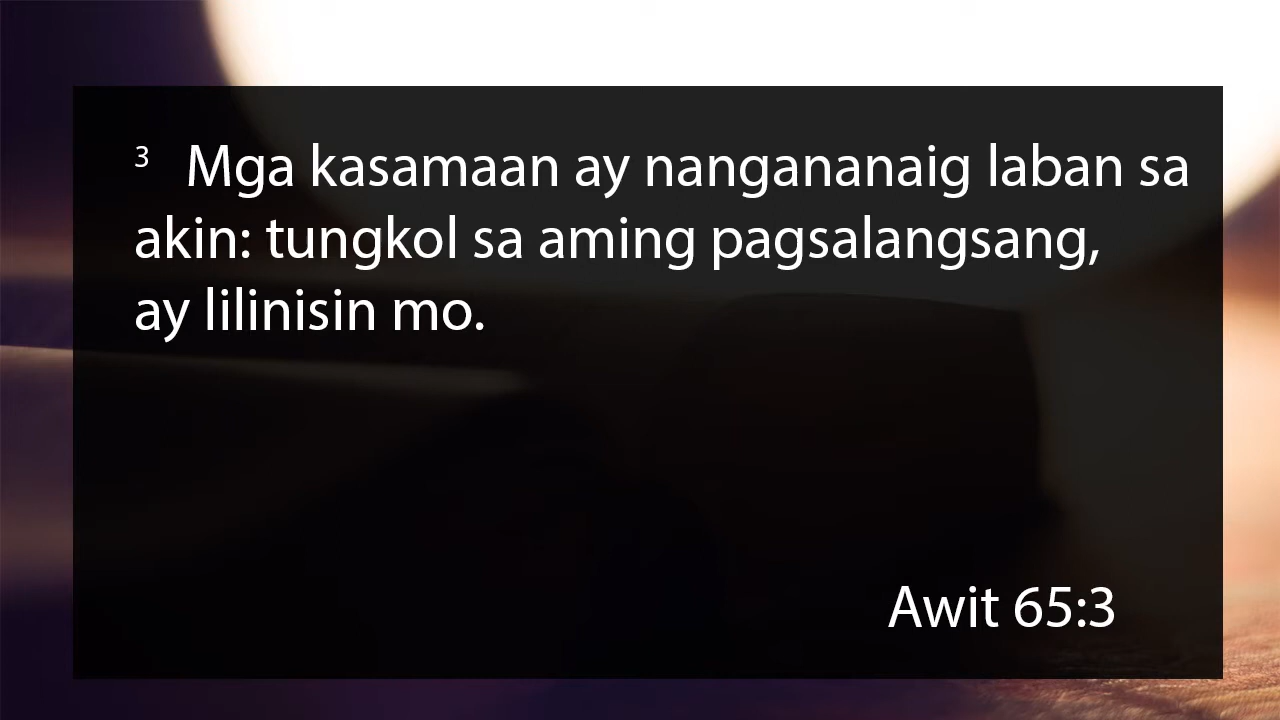 3 Mga kasamaan ay nangananaig laban sa
akin: tungkol sa aming pagsalangsang,
ay lilinisin mo.
Awit 65:3